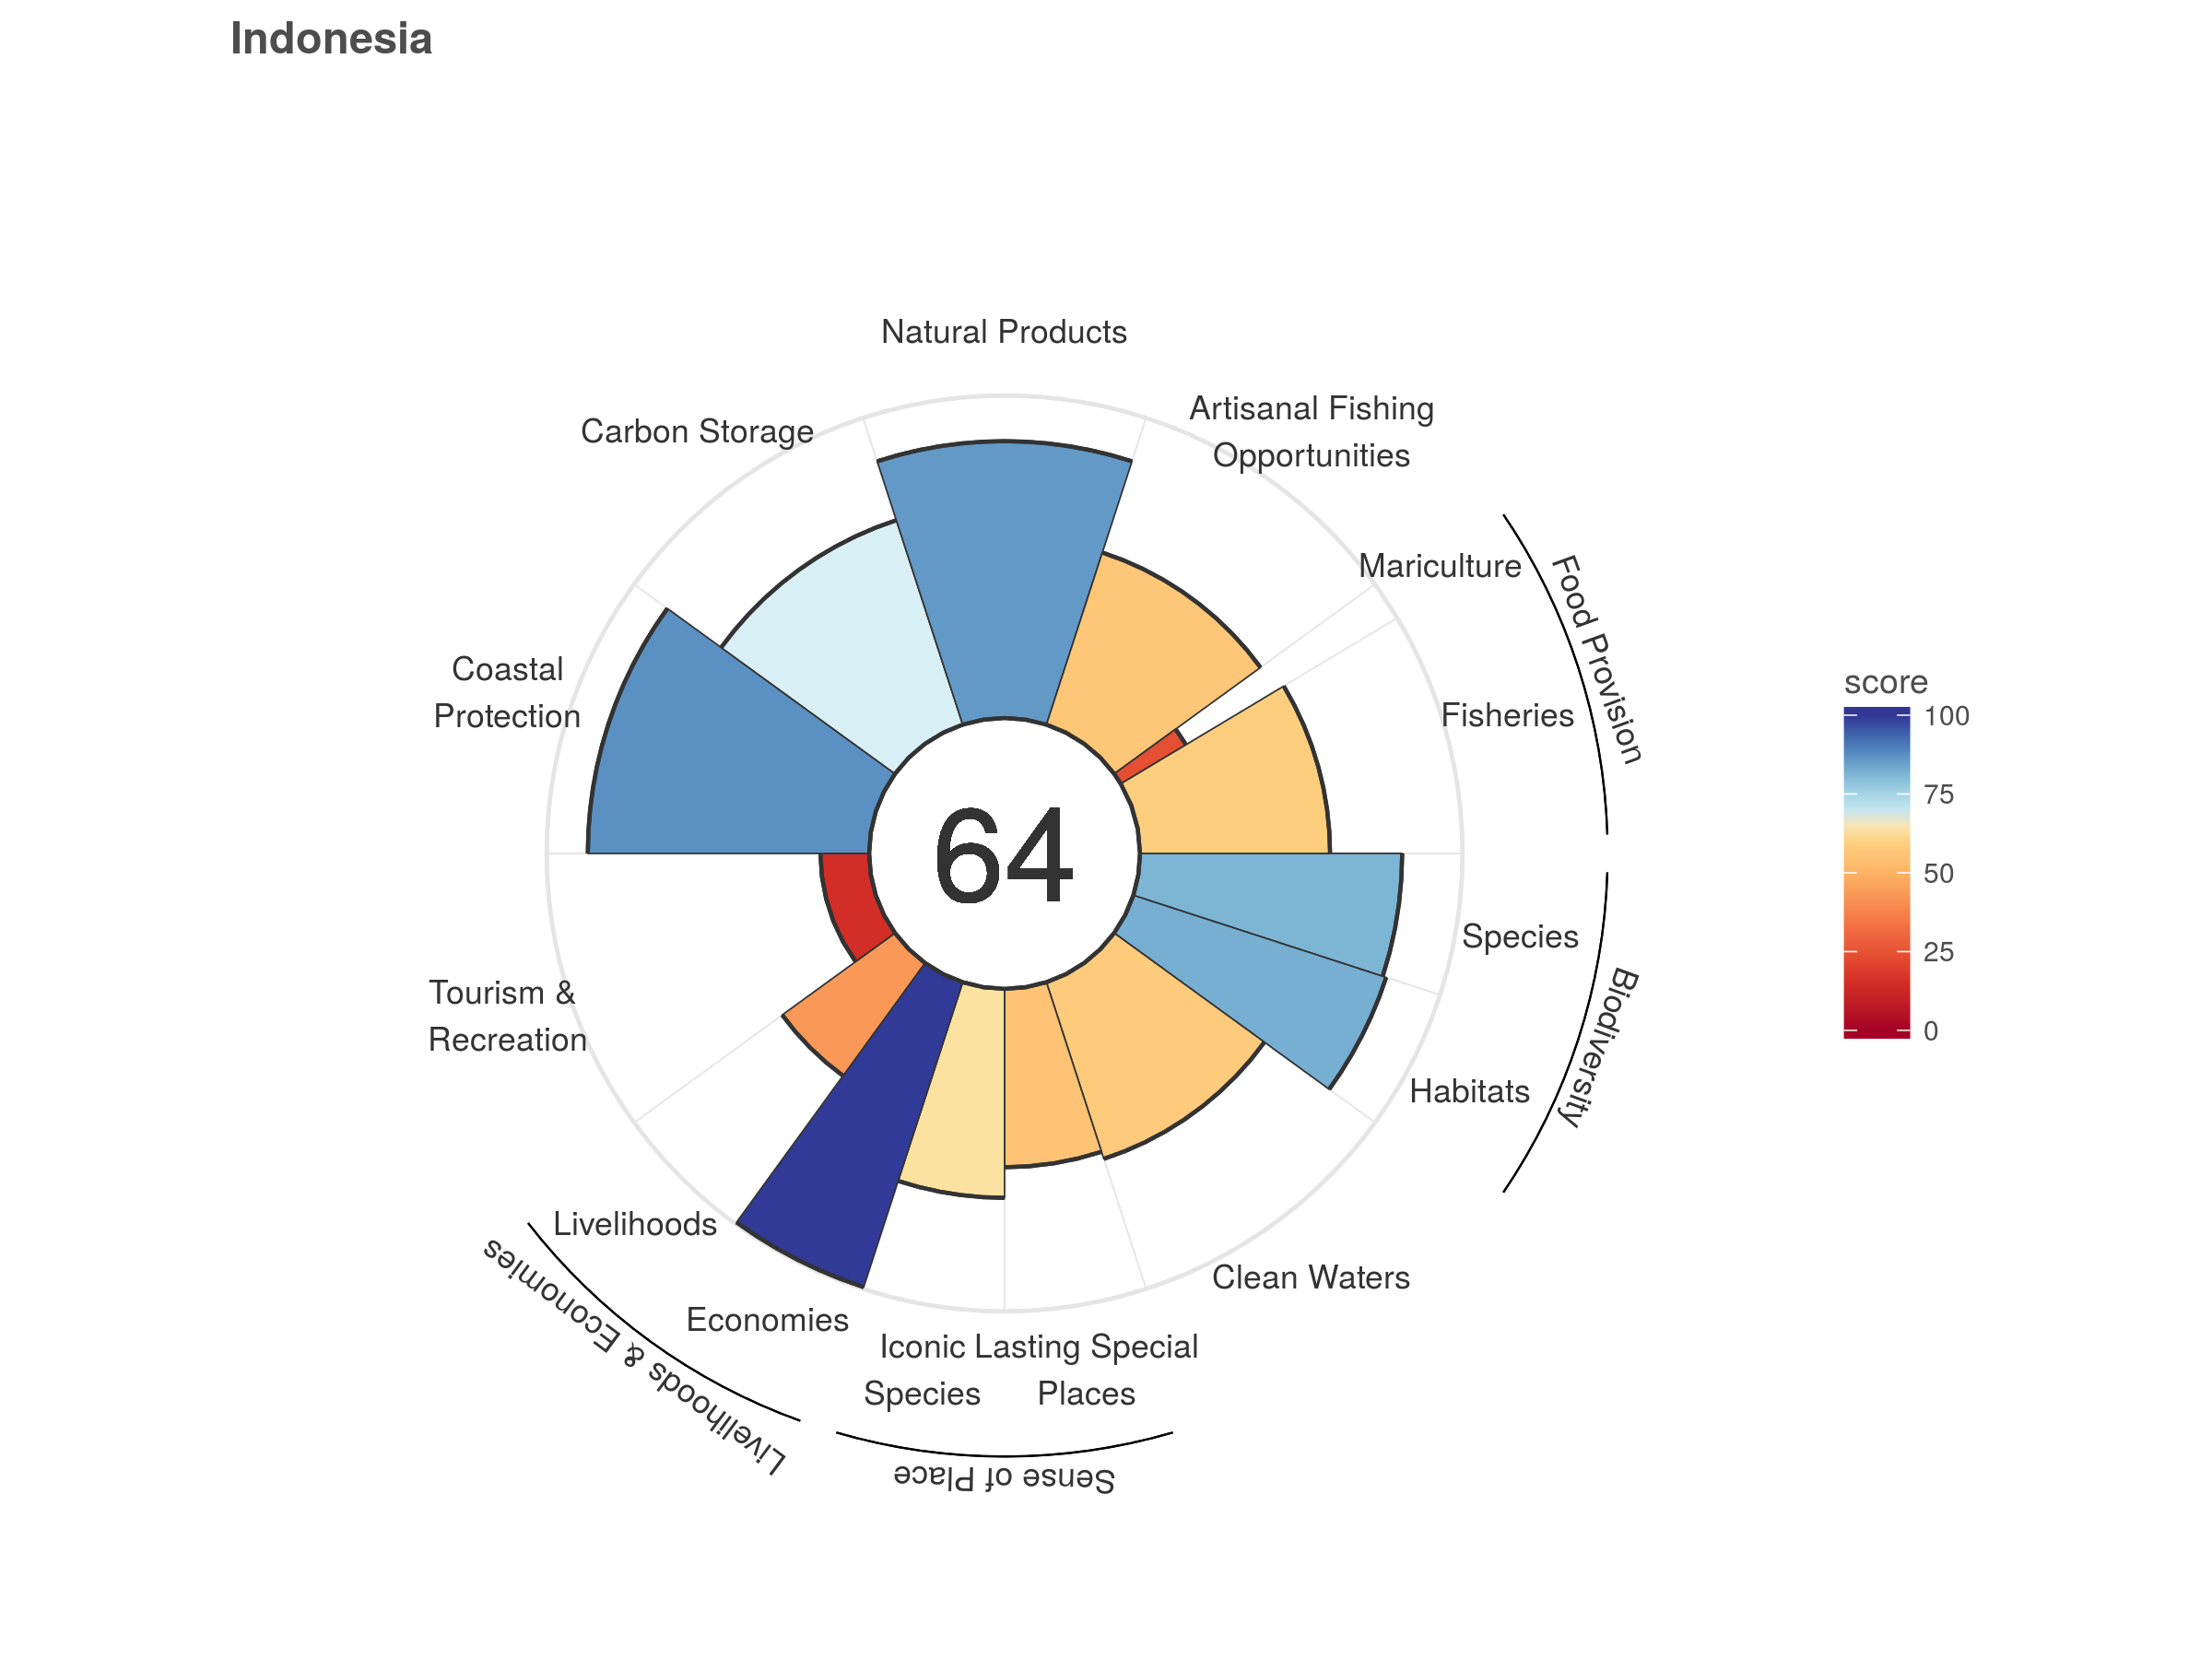 Indonesia
Natural Products
Artisanal Fishing
Opportunities
Carbon Storage
Mariculture
Food Provision
Coastal
Protection
Fisheries
64
score
100
75
50
25
0
Species
Biodiversity
Habitats
Tourism &
Recreation
Livelihoods
Livelihoods & Economies
Economies
Clean Waters
Iconic
Species
Lasting Special
Places
Sense of Place